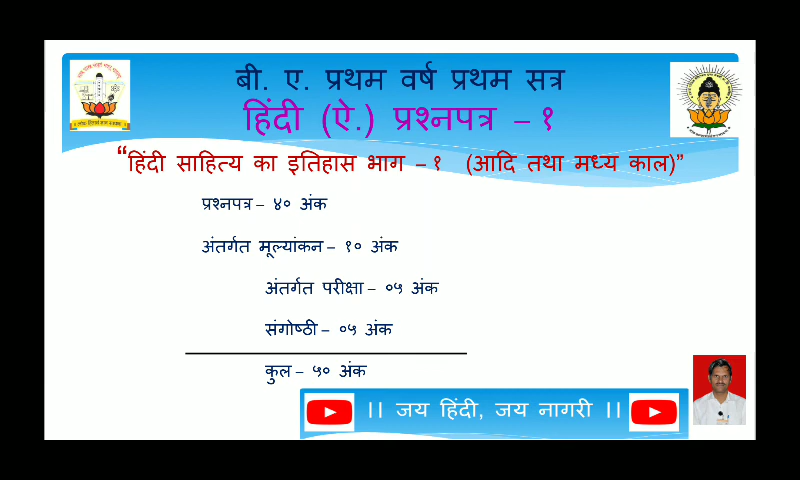 बी. ए. प्रथम वर्ष प्रथम सत्र
हिंदी (ऐ.) प्रश्नपत्र – १
“हिंदी साहित्य का इतिहास भाग – १ (आदि तथा मध्य काल)”
प्रश्नपत्र – ४० अंक
अंतर्गत मूल्यांकन – १० अंक
अंतर्गत परीक्षा – ०५ अंक
संगोष्ठी – ०५ अंक
कुल – ५० अंक
।। जय हिंदी, जय नागरी ।।